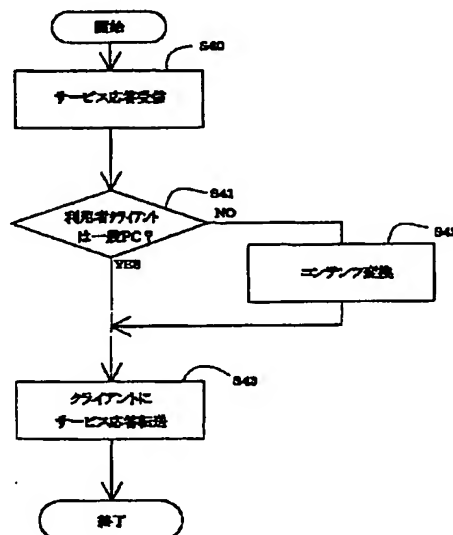 開始
S40
サービス応答受信
S41
利用者クライアント
は一般PC?
NO
YES
コンテンツ変換
S43
クライアントに
サービス応答転送
終了